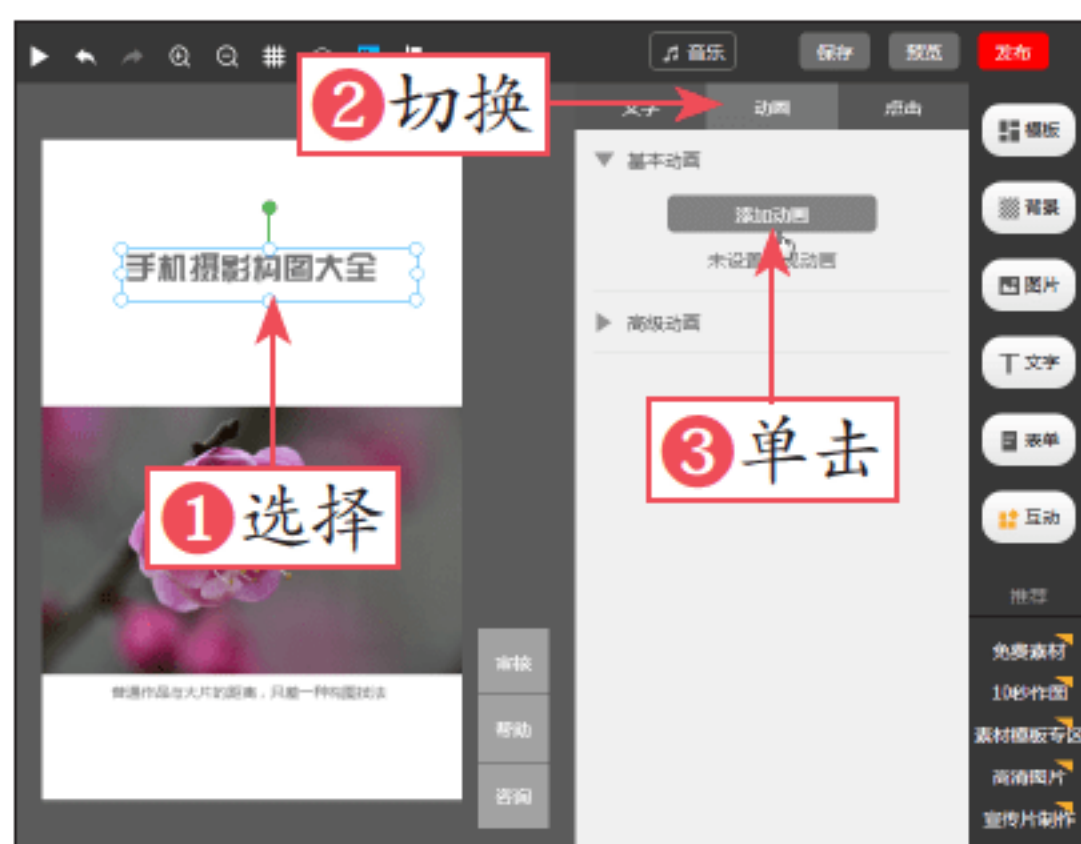 音乐
保存
预览
发布
❷切换
文字
动画
点击
模板
基本动画
添加动画
背景
手机摄影构图大全
图片
高级动画
文字
❸单击
表单
❶选择
互动
推荐
审核
免费素材
普通作品与大片的距离，只差一种构图技法
10秒作图
帮助
素材模板专区
高清图片
咨询
宣传片制作